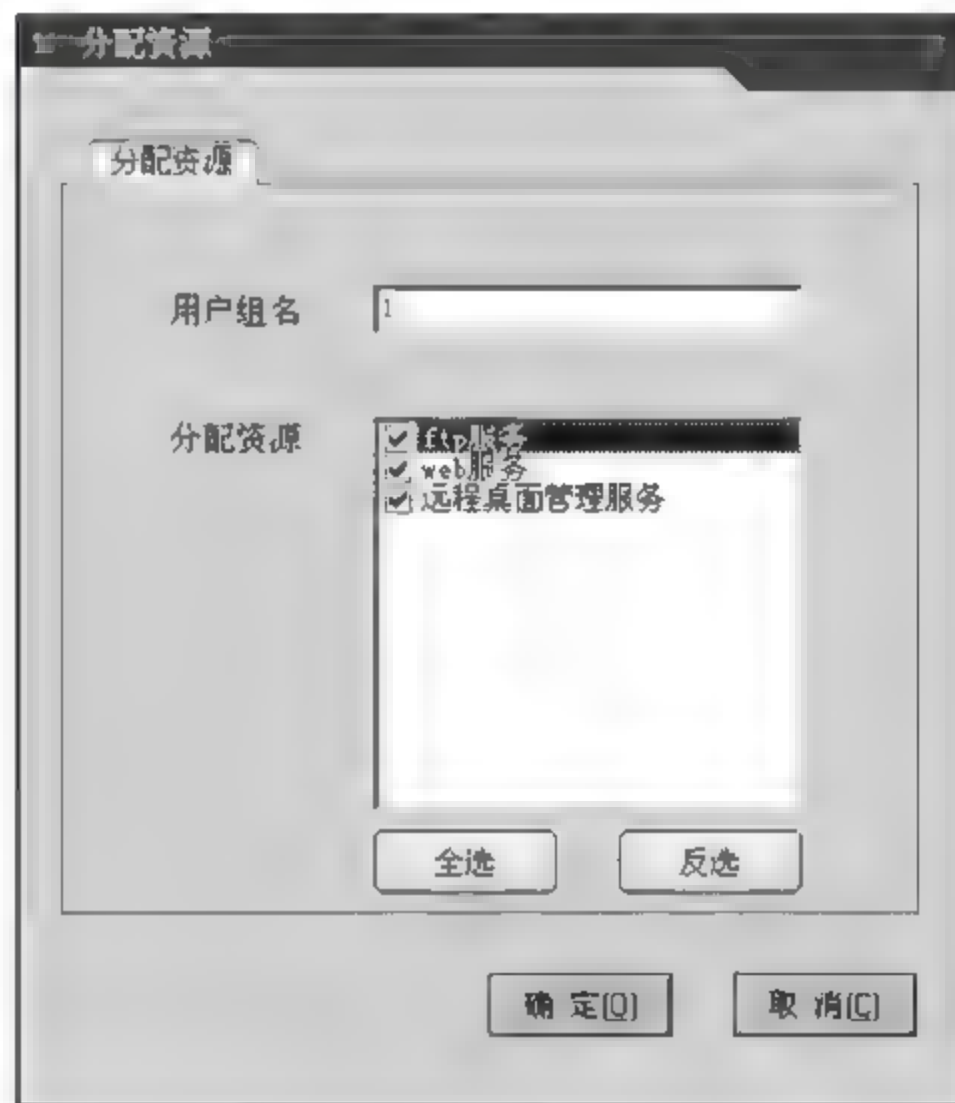 分配资源
分配资源
用户组名 1
分配资源
ftp服务
web服务
远程桌面管理服务
全选 反选
确 定(O) 取 消(C)